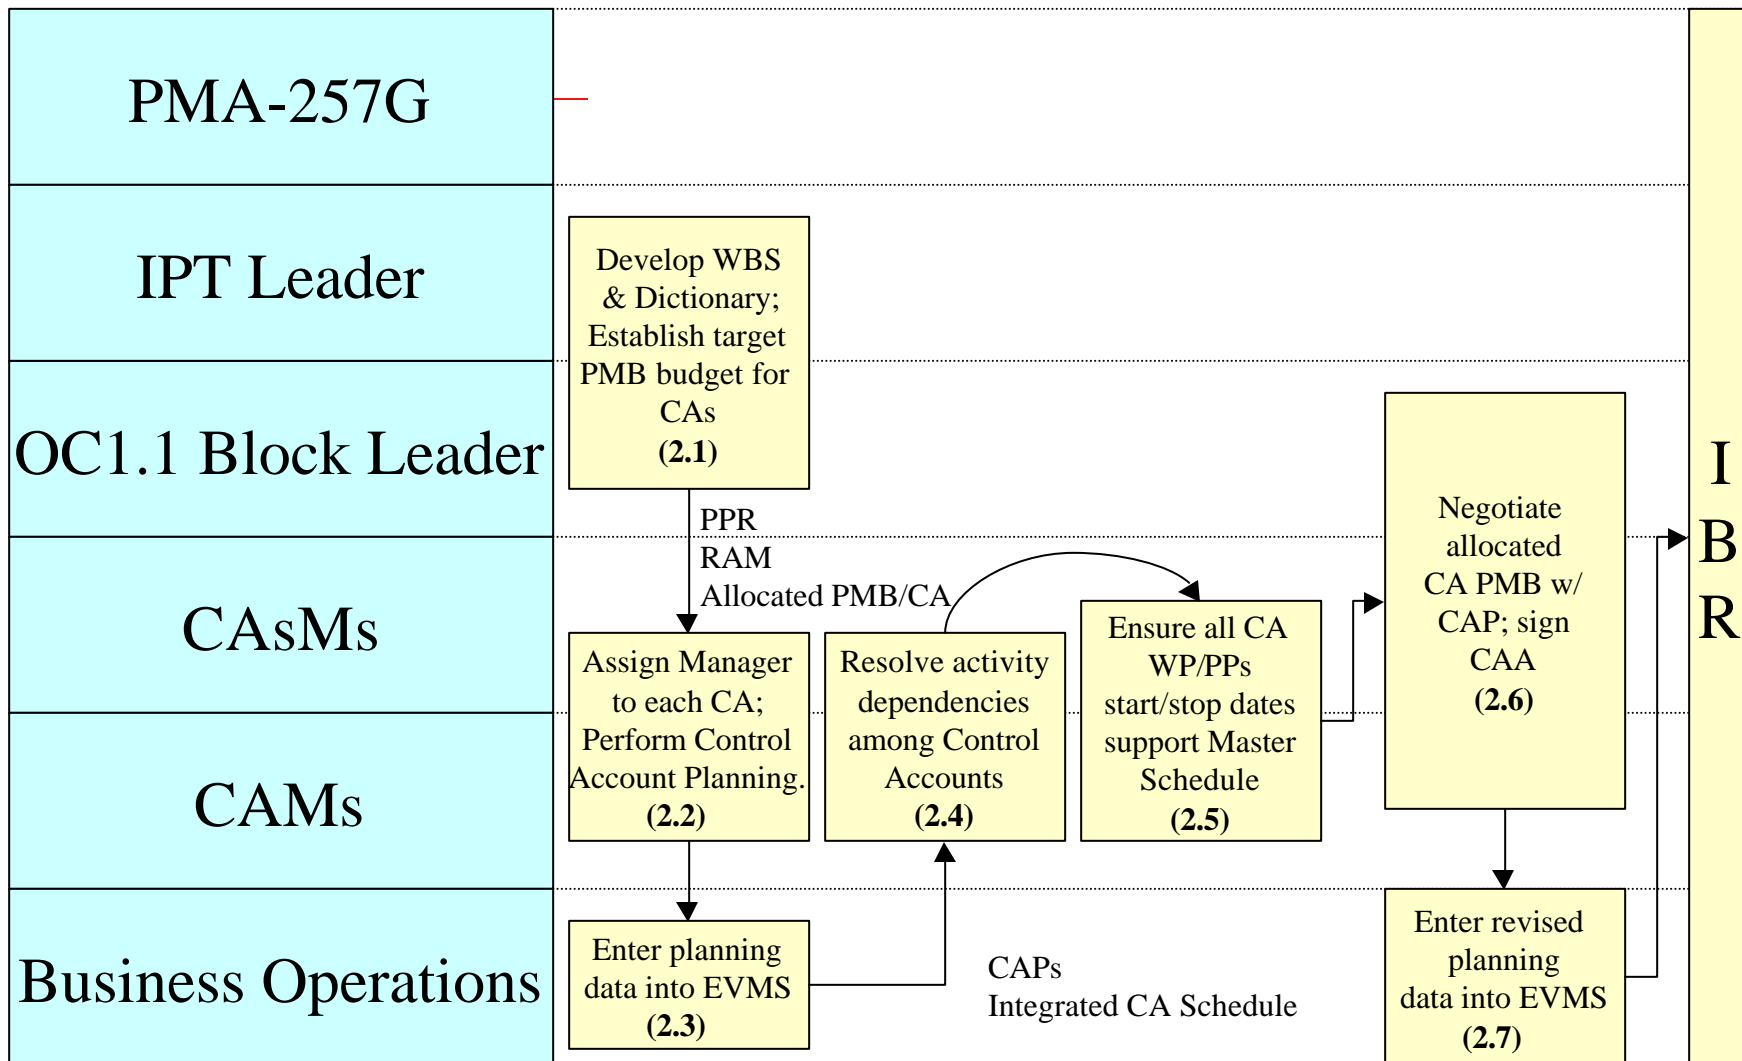 PMA-257G
IPT Leader
OC1.1 Block Leader
CAsMs
CAMs
Business Operations
Develop WBS
& Dictionary;
Establish target
PMB budget for
CAs
(2.1)
PPR
RAM
Allocated PMB/CA
Assign Manager
to each CA;
Perform Control
Account Planning.
(2.2)
Enter planning
data into EVMS
(2.3)
Resolve activity
dependencies
among Control
Accounts
(2.4)
CAPs
Integrated CA Schedule
Ensure all CA
WP/PPs
start/stop dates
support Master
Schedule
(2.5)
Negotiate
allocated
CA PMB w/
CAP; sign
CAA
(2.6)
Enter revised
planning
data into EVMS
(2.7)
I
B
R